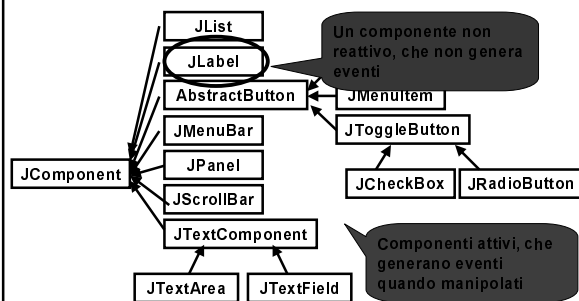 JList
Un componente non
reattivo, che non genera
eventi
JLabel
AbstractButton
JMenuItem
JMenuBar
JToggleButton
JComponent
JPanel
JCheckBox
JRadioButton
JScrollBar
JTextComponent
Componenti attivi, che
generano eventi
quando manipolati
JTextArea
JTextField